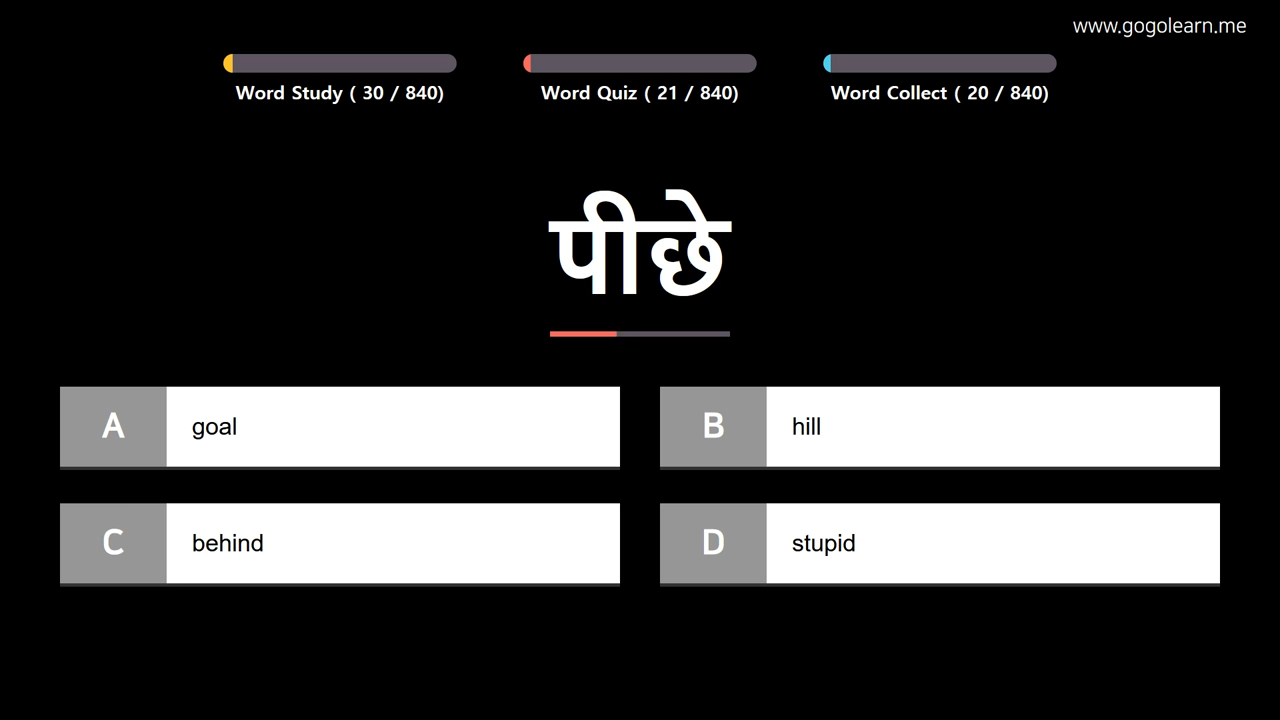 www.gogolearn.me
Word Study ( 30 / 840)
Word Quiz ( 21 / 840)
Word Collect ( 20 / 840)
पीछे
A goal
B hill
C behind
D stupid